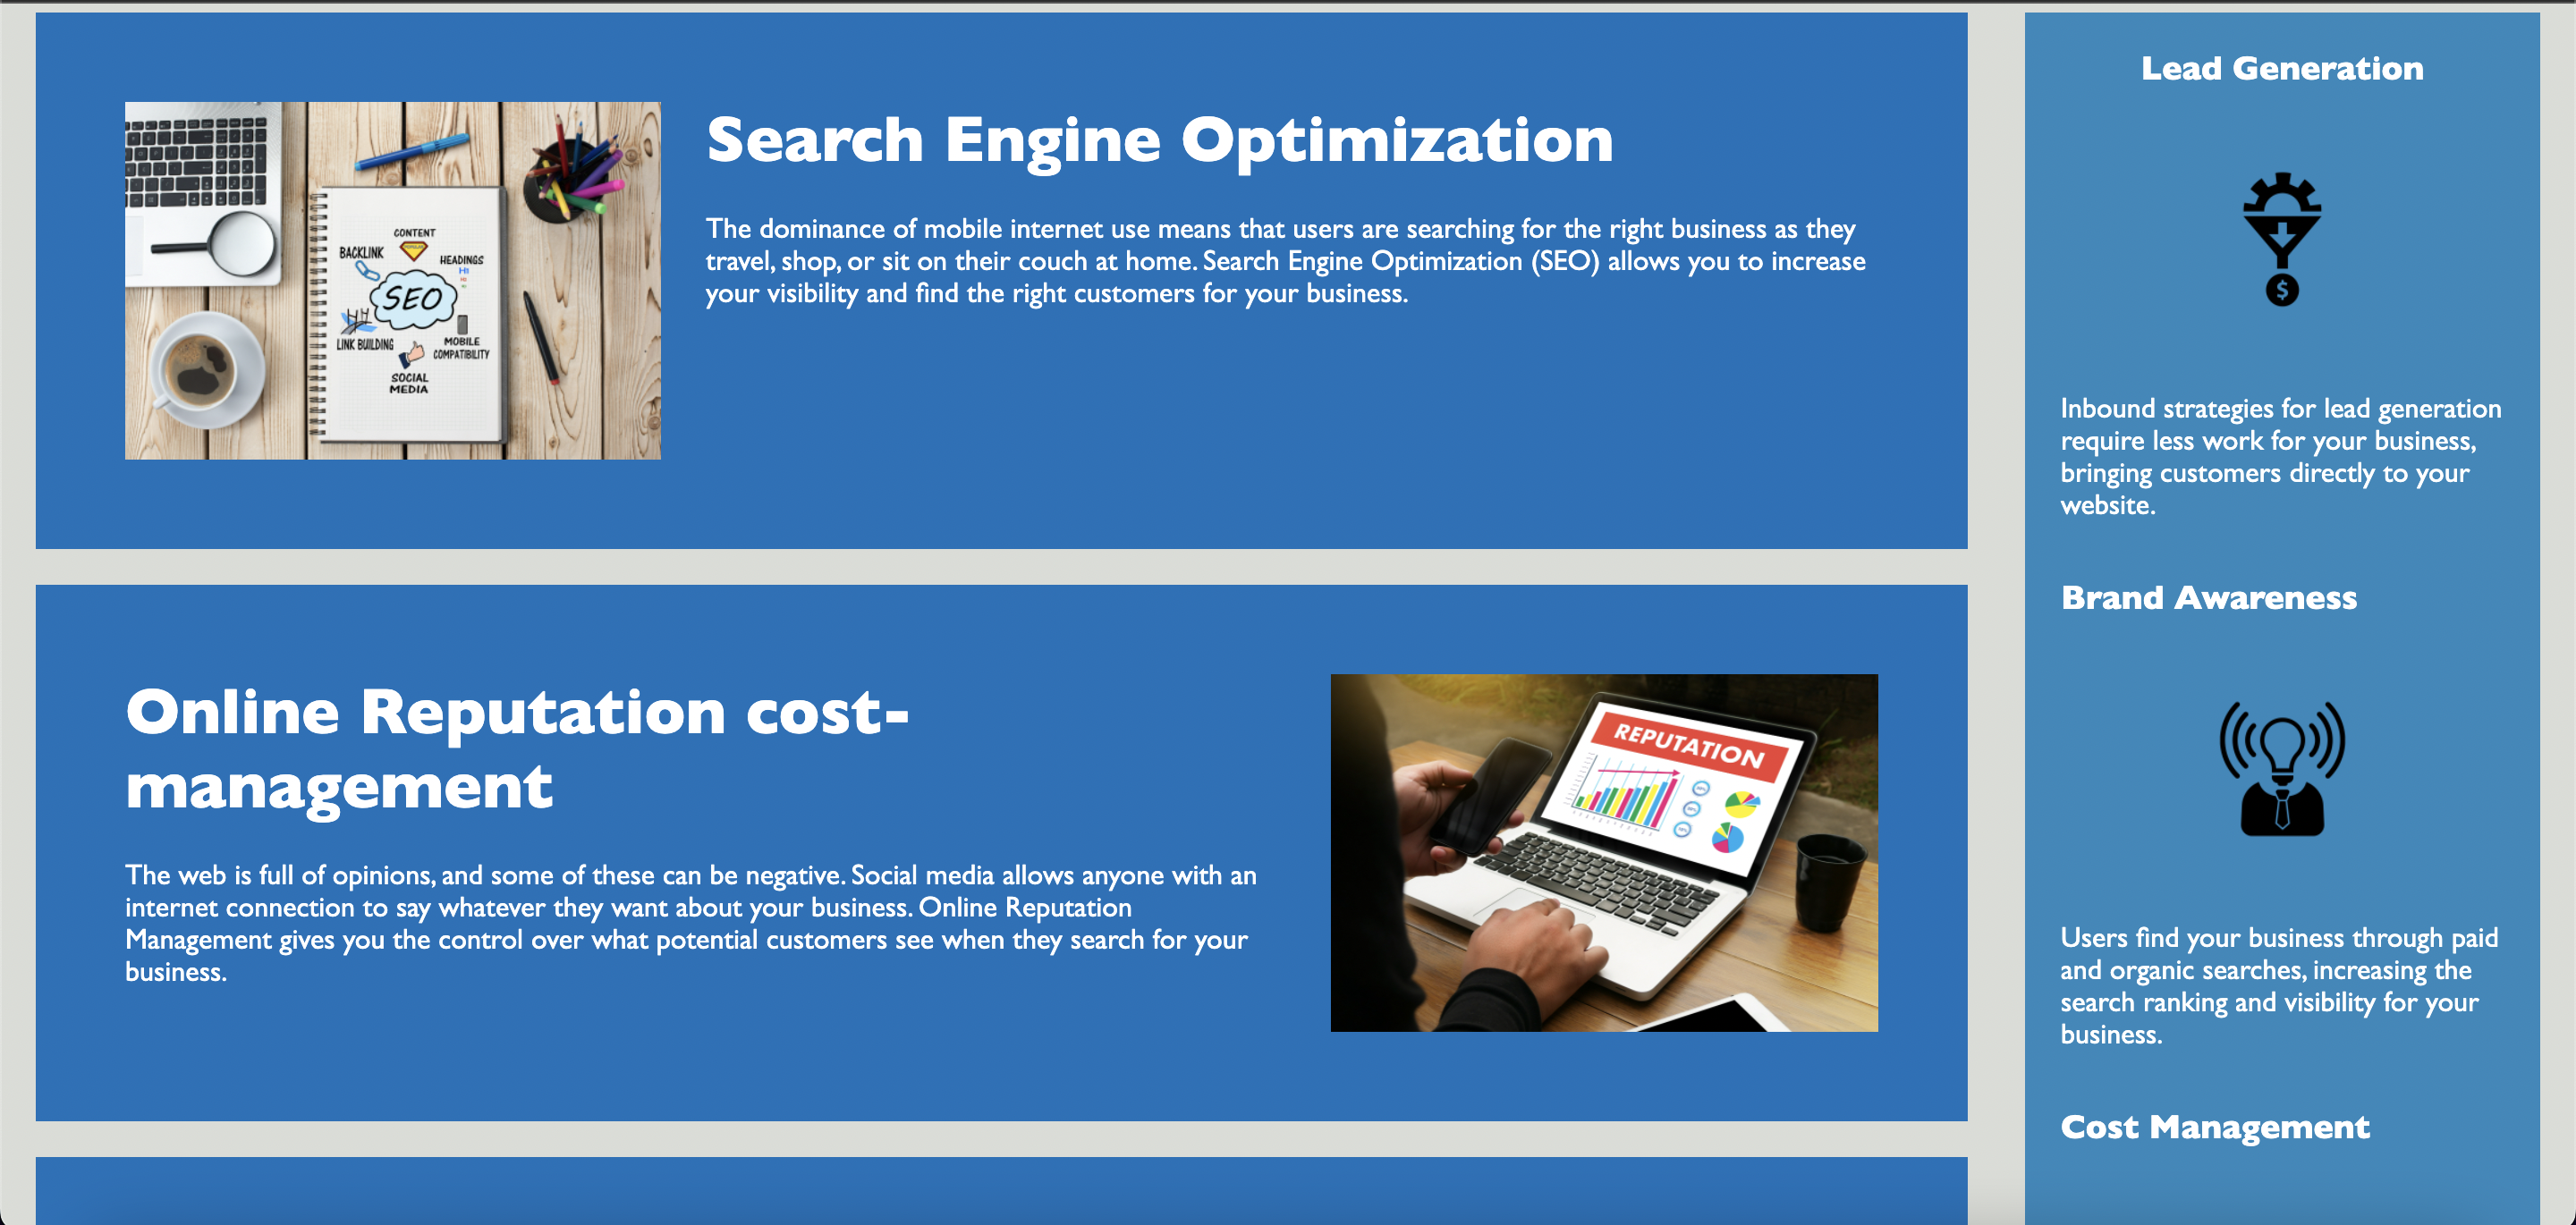 Search Engine Optimization
The dominance of mobile internet use means that users are searching for the right business as they
travel, shop, or sit on their couch at home. Search Engine Optimization (SEO) allows you to increase
your visibility and find the right customers for your business.
CONTENT
BACKLINK
HEADINGS
H1
SEO
LINK BUILDING
MOBILE
COMPATIBILITY
SOCIAL
MEDIA
Online Reputation cost-
management
The web is full of opinions, and some of these can be negative. Social media allows anyone with an
internet connection to say whatever they want about your business. Online Reputation
Management gives you the control over what potential customers see when they search for your
business.
REPUTATION
Lead Generation
$
Inbound strategies for lead generation
require less work for your business,
bringing customers directly to your
website.
Brand Awareness
Users find your business through paid
and organic searches, increasing the
search ranking and visibility for your
business.
Cost Management